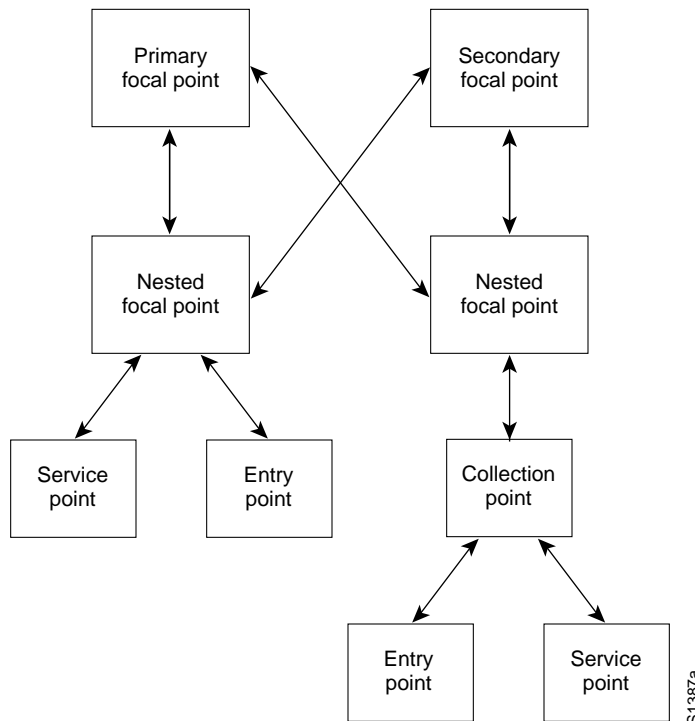 Primary
focal point
Secondary
focal point
Nested
focal point
Nested
focal point
Service
point
Entry
point
Collection
point
Entry
point
Service
point
S1387a